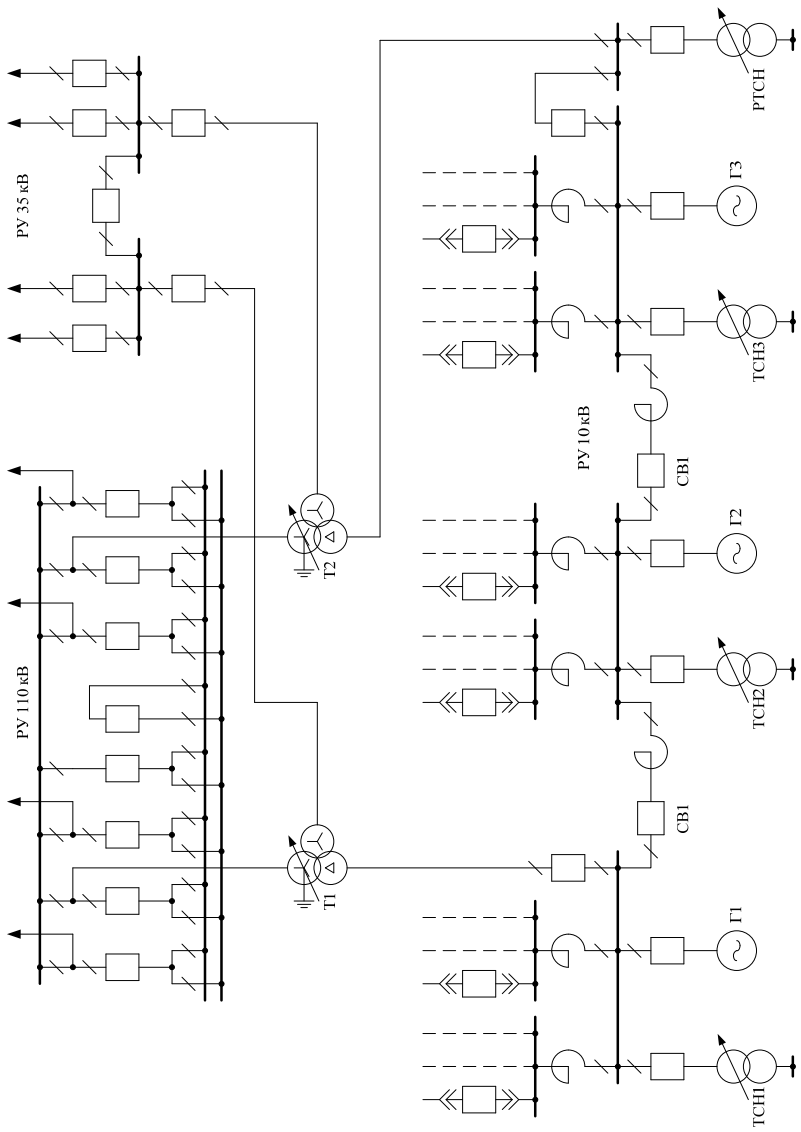 РУ 35 кВ
РУ 110 кВ
Т1
Т2
РУ 10 кВ
СВ1
СВ1
ТСН1
Г1
ТСН2
Г2
ТСН3
Г3
РТСН